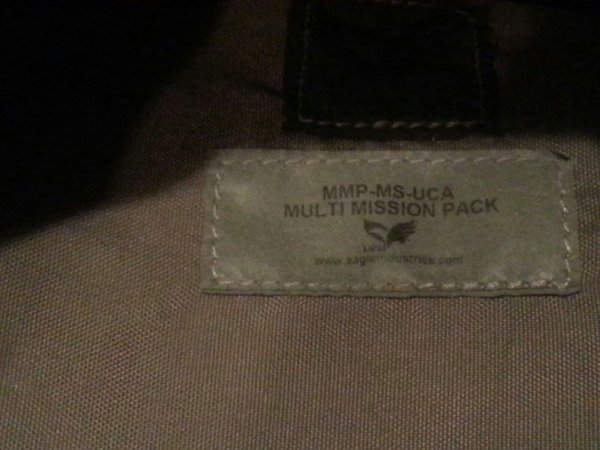 MMP-MS-UCA
MULTI MISSION PACK
www.eagleindustries.com